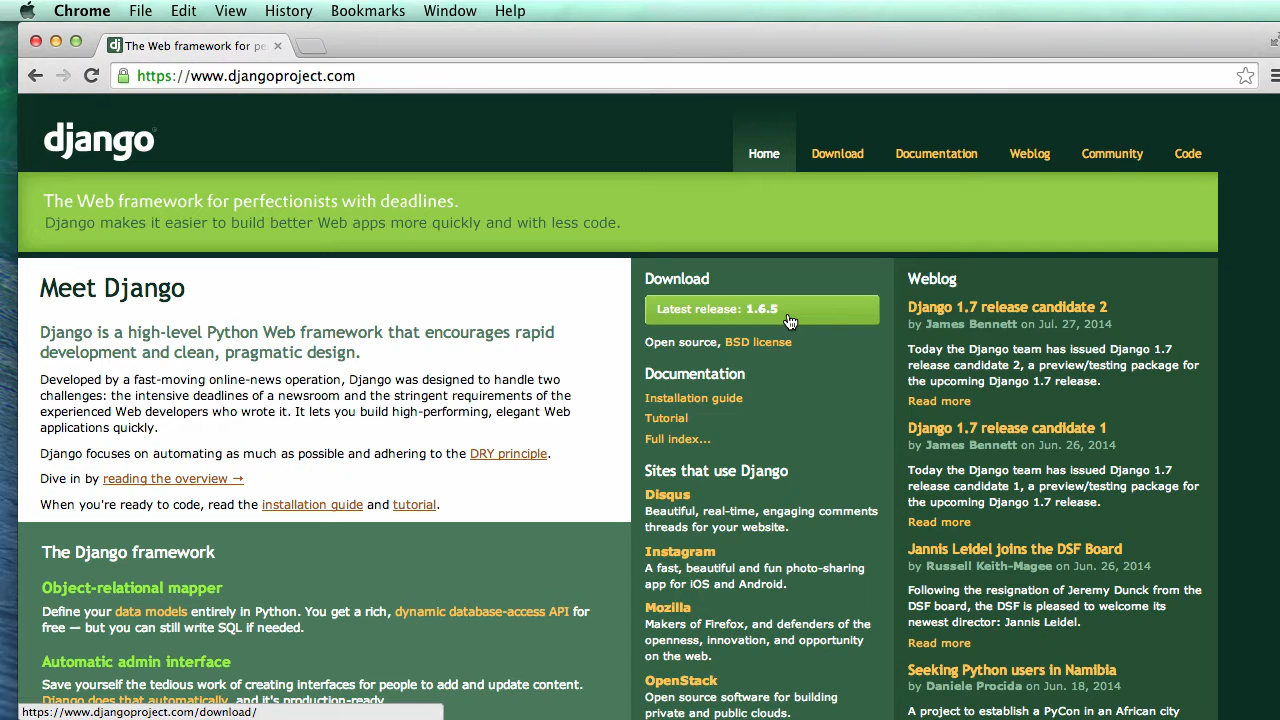 Chrome File Edit View History Bookmarks Window Help
dj The Web framework for pe
https://www.djangoproject.com
django
Home Download Documentation Weblog Community Code
The Web framework for perfectionists with deadlines.
Django makes it easier to build better Web apps more quickly and with less code.
Meet Django
Django is a high-level Python Web framework that encourages rapid
development and clean, pragmatic design.
Developed by a fast-moving online-news operation, Django was designed to handle two
challenges: the intensive deadlines of a newsroom and the stringent requirements of the
experienced Web developers who wrote it. It lets you build high-performing, elegant Web
applications quickly.
Django focuses on automating as much as possible and adhering to the DRY principle.
Dive in by reading the overview →
When you're ready to code, read the installation guide and tutorial.
The Django framework
Object-relational mapper
Define your data models entirely in Python. You get a rich, dynamic database-access API for
free — but you can still write SQL if needed.
Automatic admin interface
Save yourself the tedious work of creating interfaces for people to add and update content.
Django does that automatically, and it's production-ready.
https://www.djangoproject.com/download/
Download
Latest release: 1.6.5
Open source, BSD license
Documentation
Installation guide
Tutorial
Full index...
Sites that use Django
Disqus
Beautiful, real-time, engaging comments
threads for your website.
Instagram
A fast, beautiful and fun photo-sharing
app for iOS and Android.
Mozilla
Makers of Firefox, and defenders of the
openness, innovation, and opportunity
on the web.
OpenStack
Open source software for building
private and public clouds.
Weblog
Django 1.7 release candidate 2
by James Bennett on Jul. 27, 2014
Today the Django team has issued Django 1.7
release candidate 2, a preview/testing package for
the upcoming Django 1.7 release.
Read more
Django 1.7 release candidate 1
by James Bennett on Jun. 26, 2014
Today the Django team has issued Django 1.7
release candidate 1, a preview/testing package for
the upcoming Django 1.7 release.
Read more
Jannis Leidel joins the DSF Board
by Russell Keith-Magee on Jun. 26, 2014
Following the resignation of Jeremy Dunck from the
DSF board, the DSF is pleased to welcome its
newest director: Jannis Leidel.
Read more
Seeking Python users in Namibia
by Daniele Procida on Jun. 18, 2014
A project to establish a PyCon in an African city